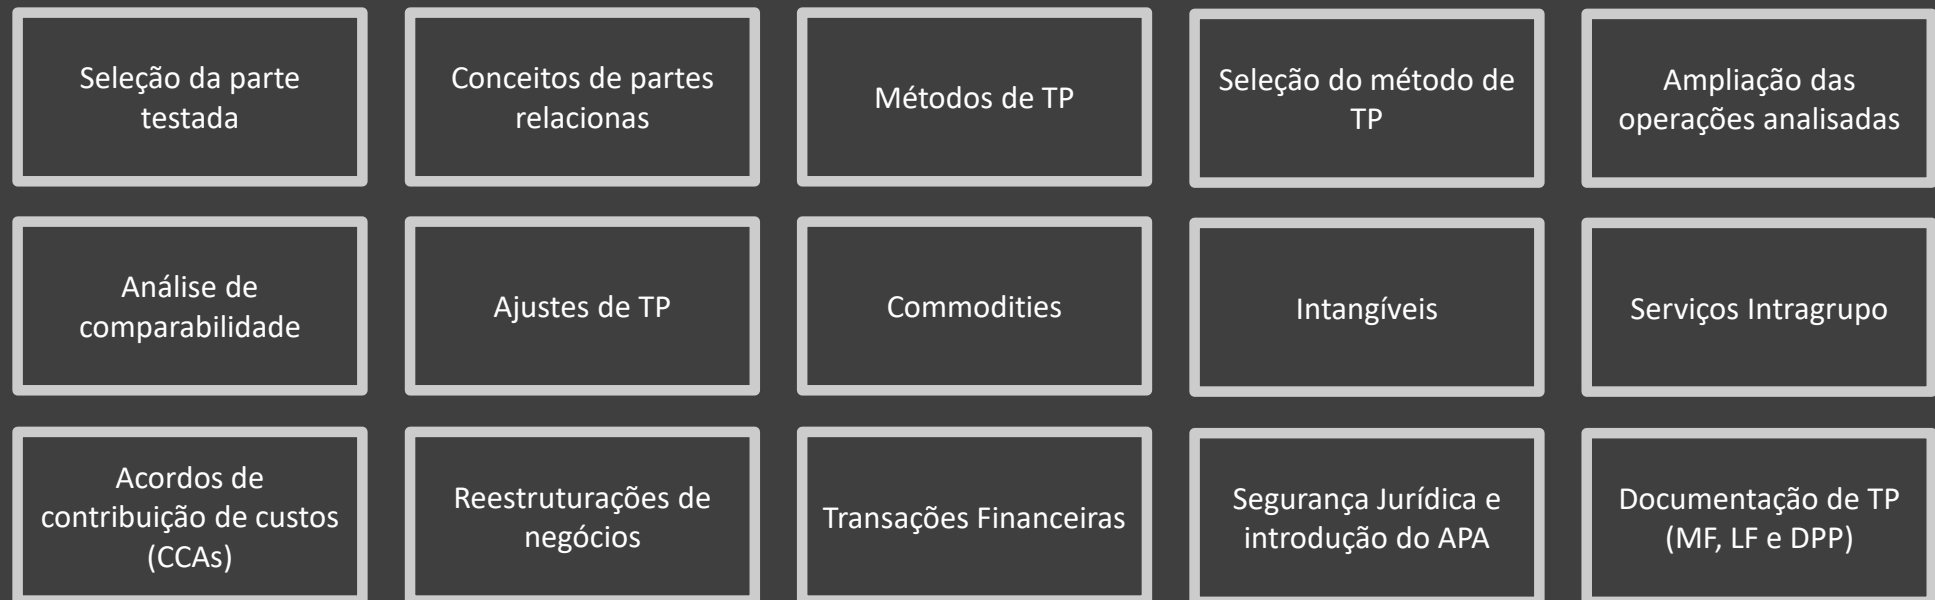 Seleção da parte
testada
Conceitos de partes
relacionas
Métodos de TP
Seleção do método de
TP
Ampliação das
operações analisadas
Análise de
comparabilidade
Ajustes de TP
Commodities
Intangíveis
Serviços Intragrupo
Acordos de
contribuição de custos
(CCAs)
Reestruturações de
negócios
Transações Financeiras
Segurança Jurídica e
introdução do APA
Documentação de TP
(MF, LF e DPP)